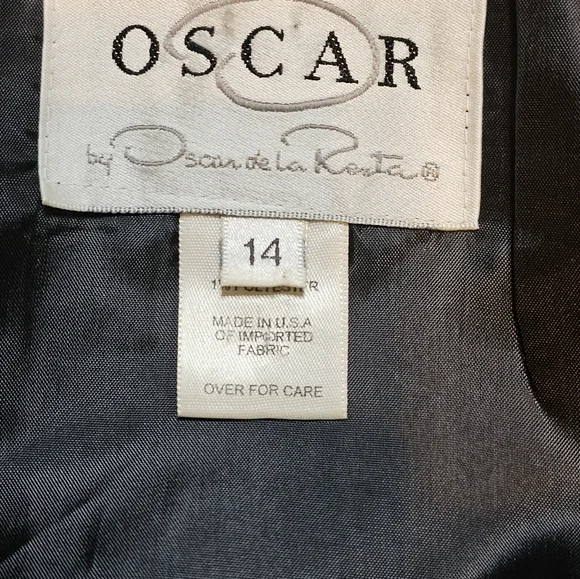 OSCAR
by Oscar de la Renta ®
14
MADE IN U.S.A
OF IMPORTED
FABRIC
OVER FOR CARE